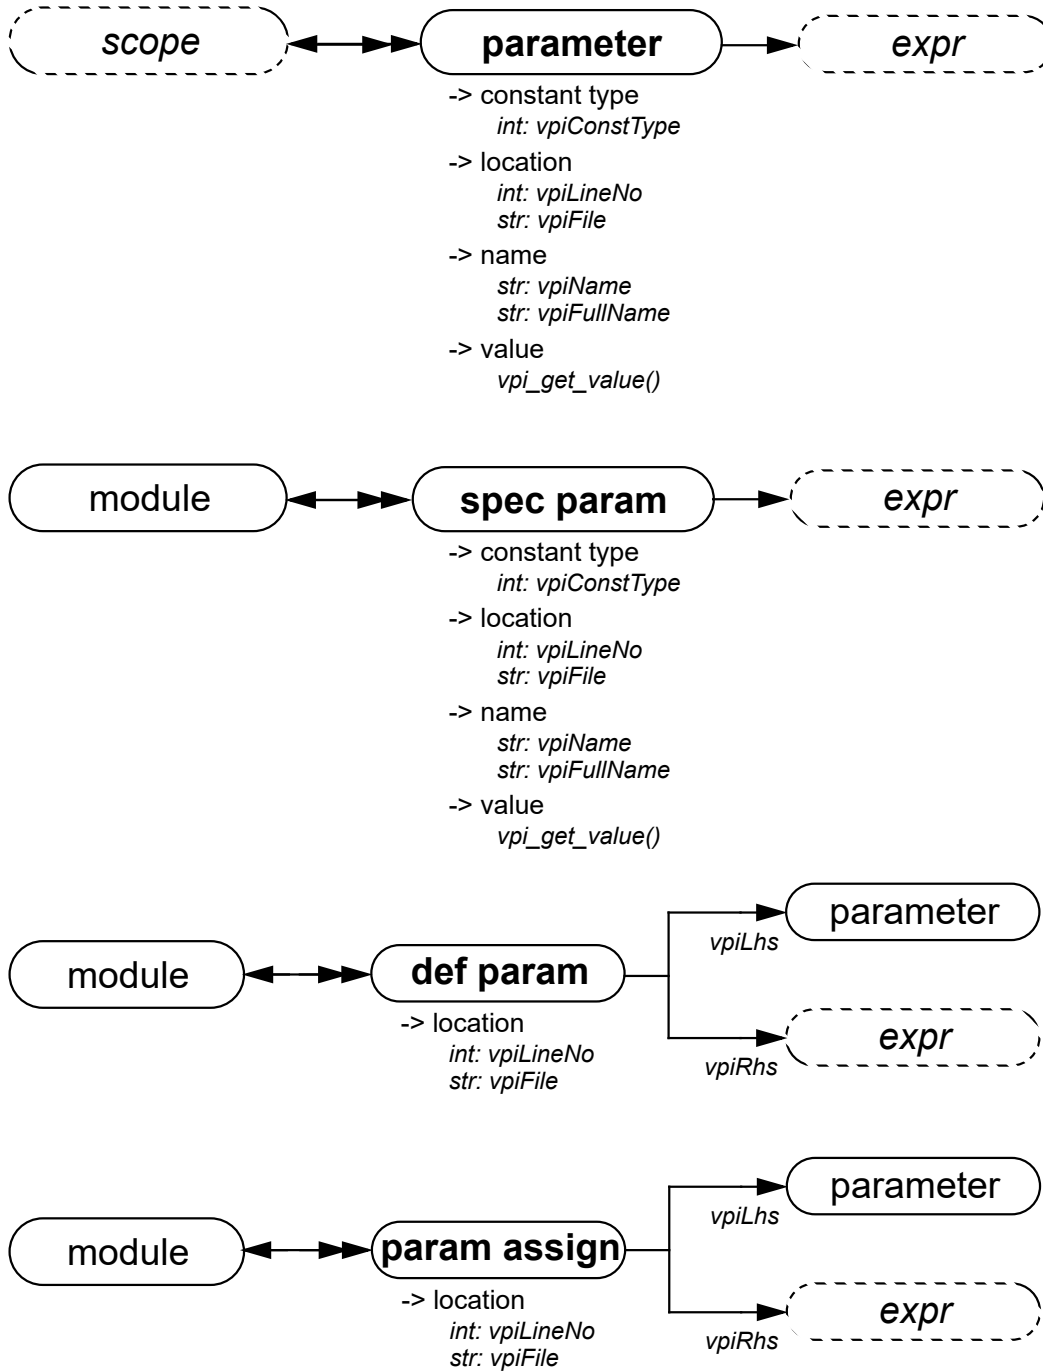 scope
parameter
expr
-> constant type
int: vpiConstType
-> location
int: vpiLineNo
str: vpiFile
-> name
str: vpiName
str: vpiFullName
-> value
vpi_get_value()
module
spec param
expr
-> constant type
int: vpiConstType
-> location
int: vpiLineNo
str: vpiFile
-> name
str: vpiName
str: vpiFullName
-> value
vpi_get_value()
module
def param
-> location
int: vpiLineNo
str: vpiFile
parameter
vpiLhs
expr
vpiRhs
module
param assign
-> location
int: vpiLineNo
str: vpiFile
parameter
vpiLhs
expr
vpiRhs